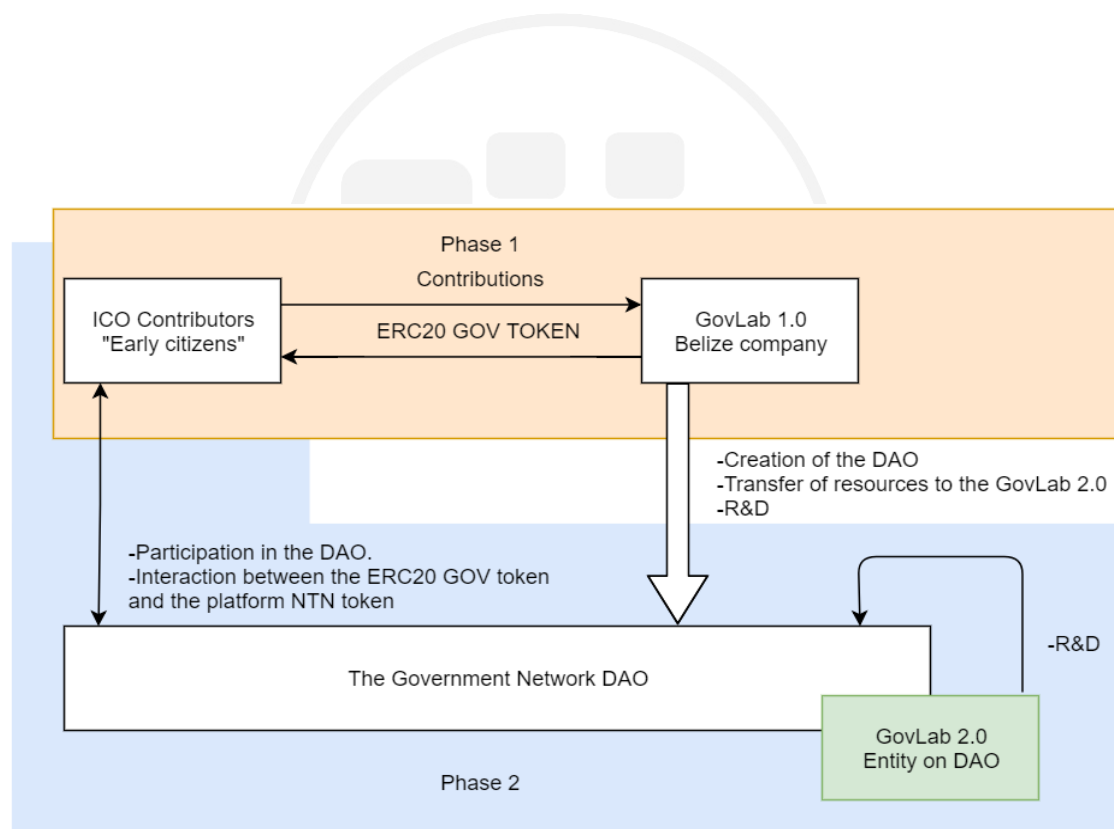 Phase 1
Contributions
ICO Contributors
"Early citizens"
ERC20 GOV TOKEN
GovLab 1.0
Belize company
-Creation of the DAO
-Transfer of resources to the GovLab 2.0
-R&D
-Participation in the DAO.
-Interaction between the ERC20 GOV token
and the platform NTN token
-R&D
The Government Network DAO
GovLab 2.0
Entity on DAO
Phase 2